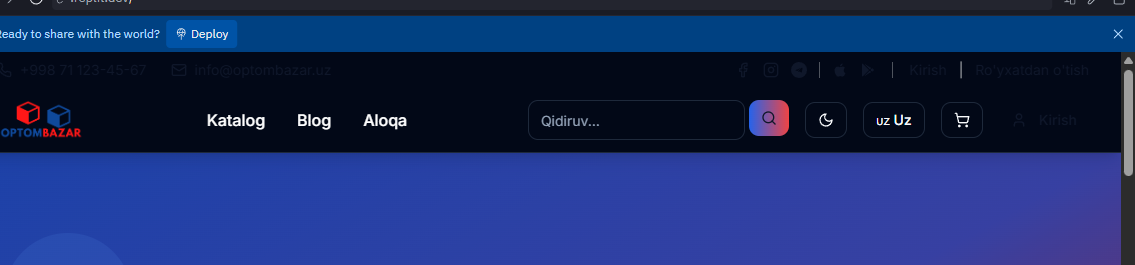 Ready to share with the world? Deploy
+998 71 123-45-67 info@optombazar.uz Kirish Ro'yxatdan o'tish
OPTOMBAZAR Katalog Blog Aloqa Qidiruv... UZ Uz Kirish